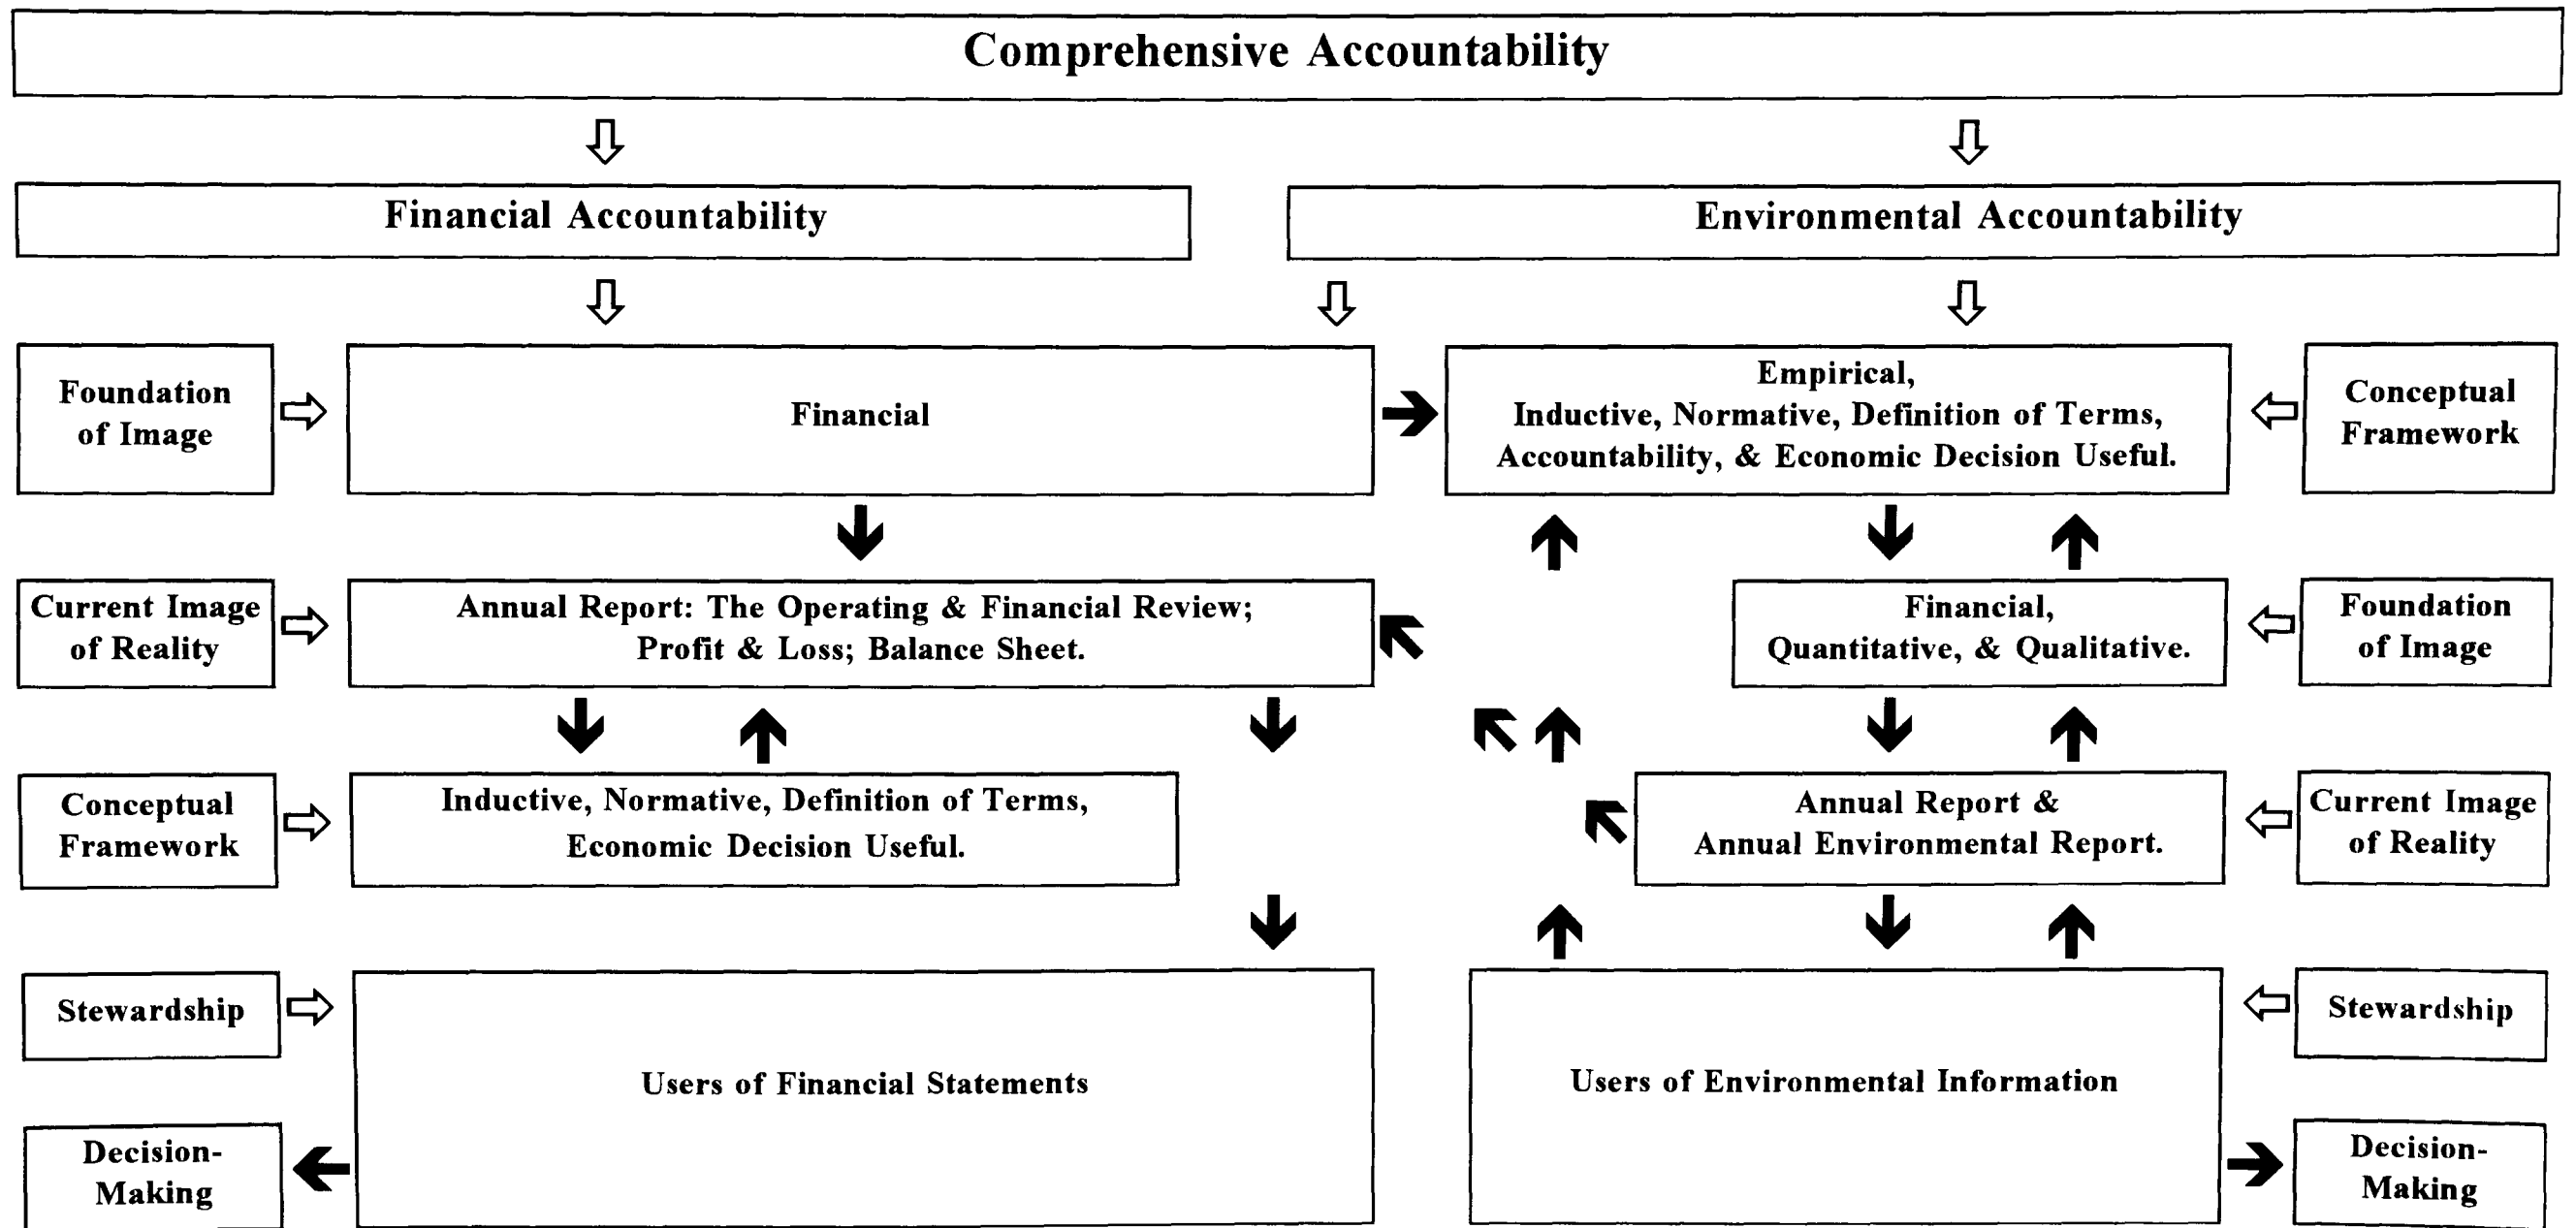 Comprehensive Accountability
Financial Accountability
Environmental Accountability
Foundation
of Image
Financial
Empirical,
Inductive, Normative, Definition of Terms,
Accountability, & Economic Decision Useful.
Conceptual
Framework
Current Image
of Reality
Annual Report: The Operating & Financial Review;
Profit & Loss; Balance Sheet.
Financial,
Quantitative, & Qualitative.
Foundation
of Image
Conceptual
Framework
Inductive, Normative, Definition of Terms,
Economic Decision Useful.
Annual Report &
Annual Environmental Report.
Current Image
of Reality
Stewardship
Users of Financial Statements
Users of Environmental Information
Stewardship
Decision-
Making
Decision-
Making